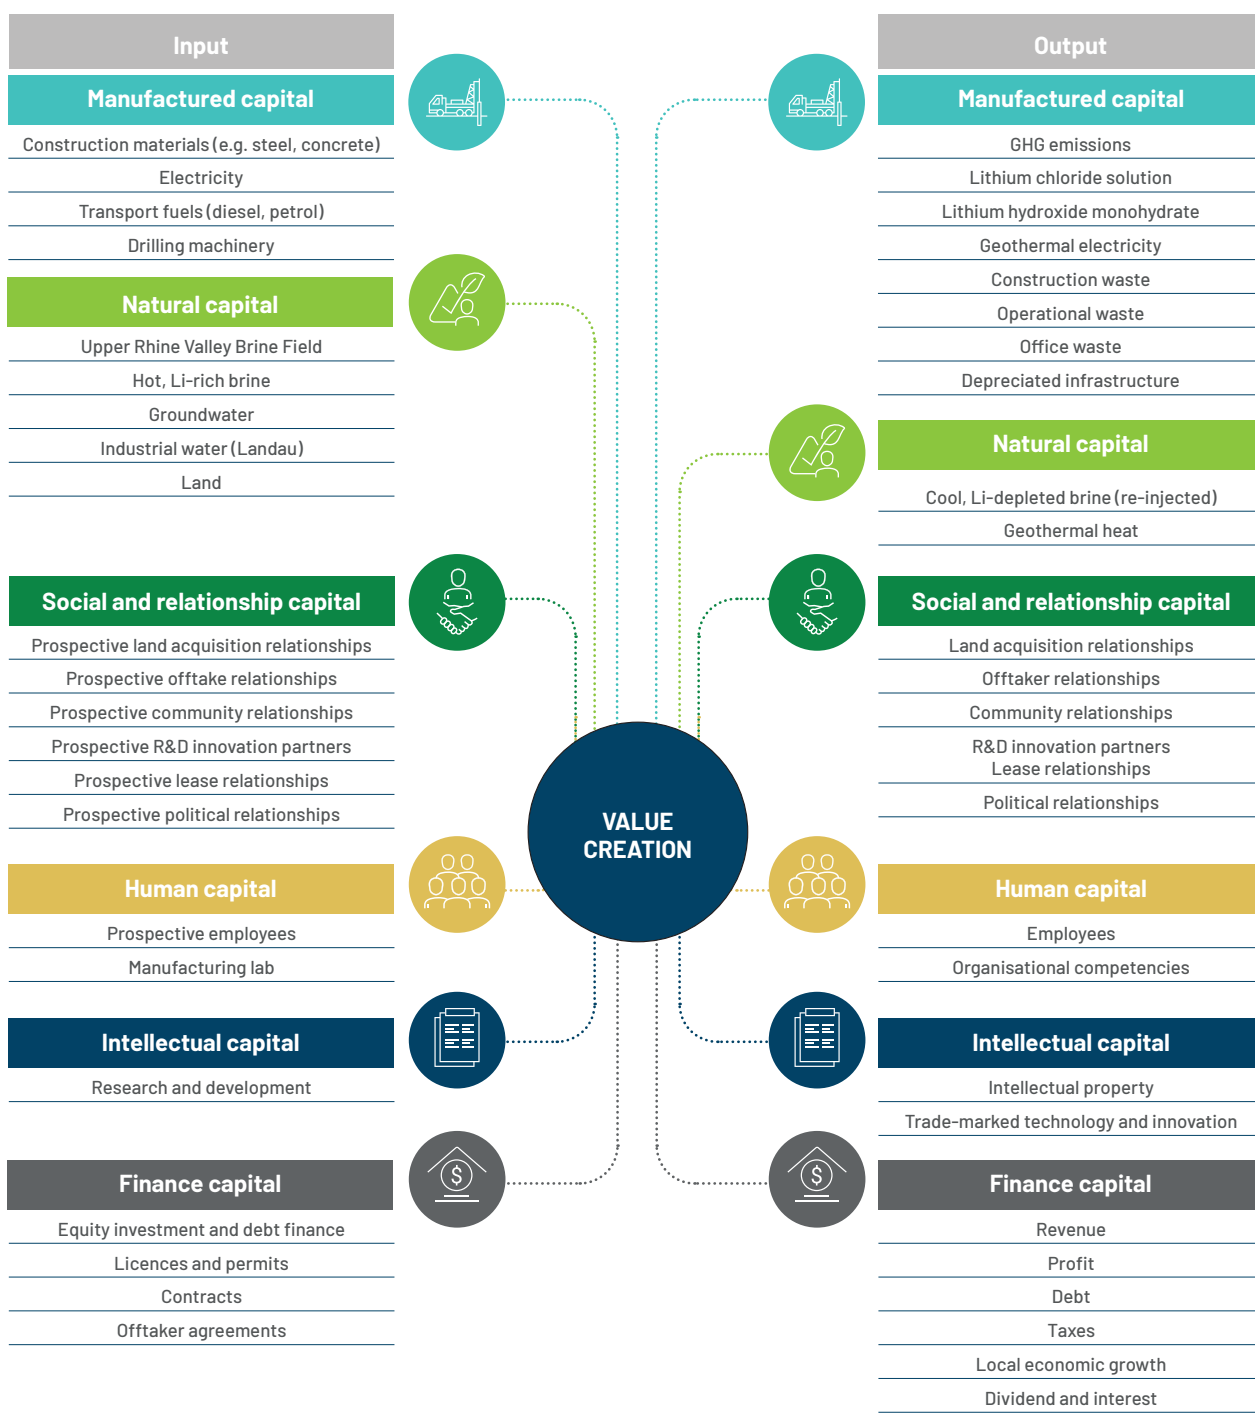 Input
Manufactured capital
Construction materials (e.g. steel, concrete)
Electricity
Transport fuels (diesel, petrol)
Drilling machinery
Natural capital
Upper Rhine Valley Brine Field
Hot, Li-rich brine
Groundwater
Industrial water (Landau)
Land
Social and relationship capital
Prospective land acquisition relationships
Prospective offtake relationships
Prospective community relationships
Prospective R&D innovation partners
Prospective lease relationships
Prospective political relationships
Human capital
Prospective employees
Manufacturing lab
Intellectual capital
Research and development
Finance capital
Equity investment and debt finance
Licences and permits
Contracts
Offtaker agreements
$
VALUE
CREATION
$
Output
Manufactured capital
GHG emissions
Lithium chloride solution
Lithium hydroxide monohydrate
Geothermal electricity
Construction waste
Operational waste
Office waste
Depreciated infrastructure
Natural capital
Cool, Li-depleted brine (re-injected)
Geothermal heat
Social and relationship capital
Land acquisition relationships
Offtaker relationships
Community relationships
R&D innovation partners
Lease relationships
Political relationships
Human capital
Employees
Organisational competencies
Intellectual capital
Intellectual property
Trade-marked technology and innovation
Finance capital
Revenue
Profit
Debt
Taxes
Local economic growth
Dividend and interest